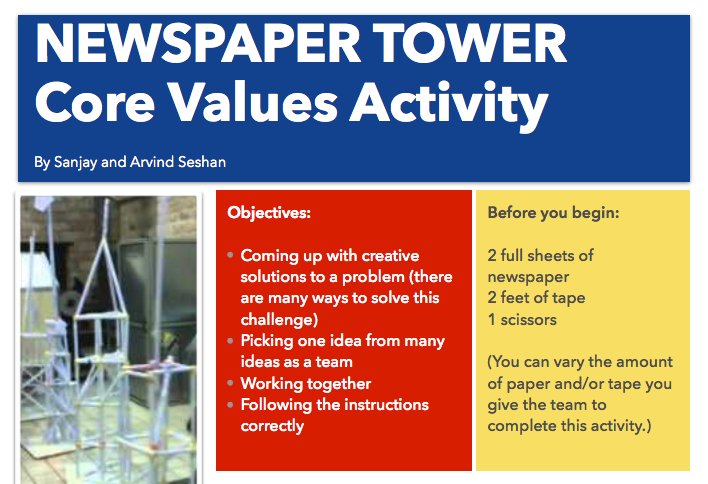 NEWSPAPER TOWER
Core Values Activity
By Sanjay and Arvind Seshan
Objectives:
• Coming up with creative
solutions to a problem (there
are many ways to solve this
challenge)
• Picking one idea from many
ideas as a team
• Working together
• Following the instructions
correctly
Before you begin:
2 full sheets of
newspaper
2 feet of tape
1 scissors
(You can vary the amount
of paper and/or tape you
give the team to
complete this activity.)